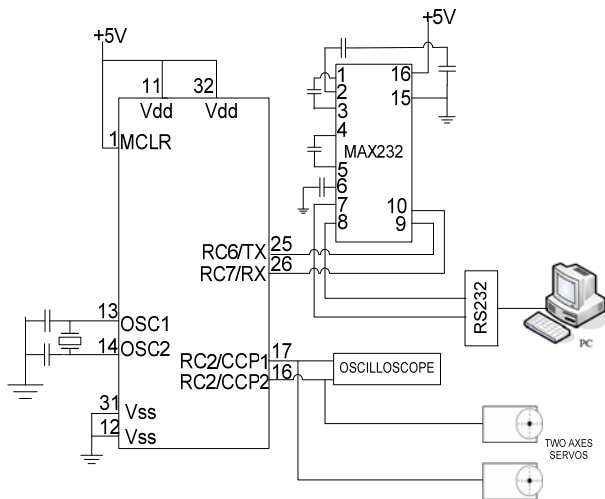 +5V
+5V
11
32
Vdd
Vdd
1
MCLR
1
2
3
4
5
6
7
8
16
15
MAX232
10
9
RC6/TX
25
RC7/RX
26
13
OSC1
14
OSC2
RC2/CCP1
17
RC2/CCP2
16
31
Vss
12
Vss
OSCILLOSCOPE
RS232
PC
TWO AXES
SERVOS